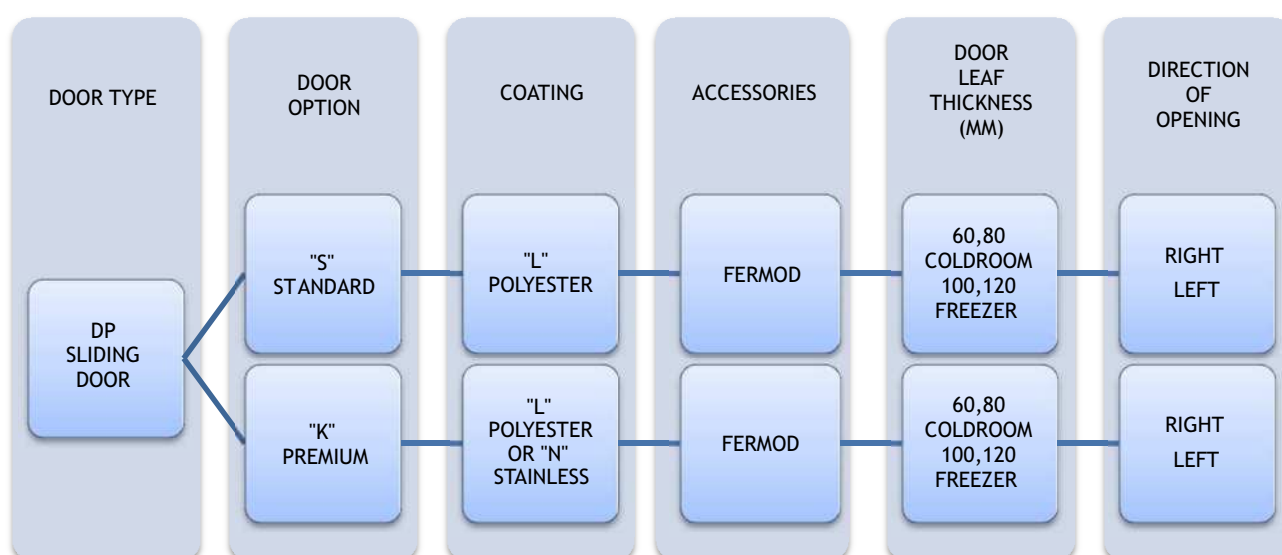 DOOR TYPE
DOOR
OPTION
COATING
ACCESSORIES
DOOR
LEAF
THICKNESS
(MM)
DIRECTION
OF
OPENING
DP
SLIDING
DOOR
"S"
STANDARD
"L"
POLYESTER
FERMOD
60,80
COLDROOM
100,120
FREEZER
RIGHT
LEFT
"K"
PREMIUM
"L"
POLYESTER
OR "N"
STAINLESS
FERMOD
60,80
COLDROOM
100,120
FREEZER
RIGHT
LEFT